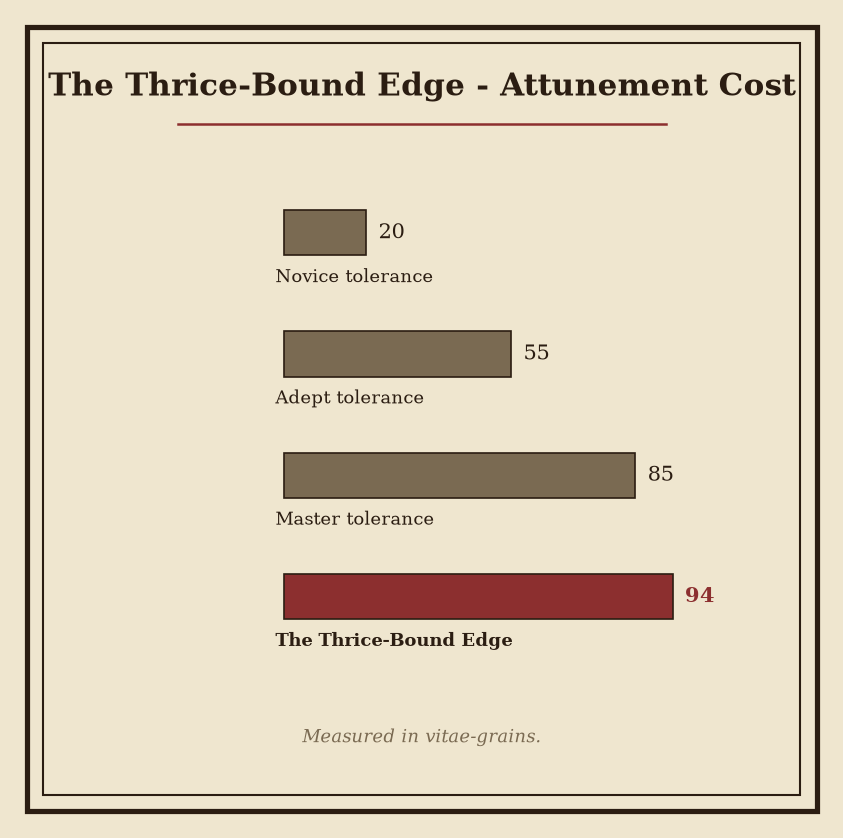 The Thrice-Bound Edge - Attunement Cost
20
Novice tolerance
55
Adept tolerance
85
Master tolerance
94
The Thrice-Bound Edge
Measured in vitae-grains.